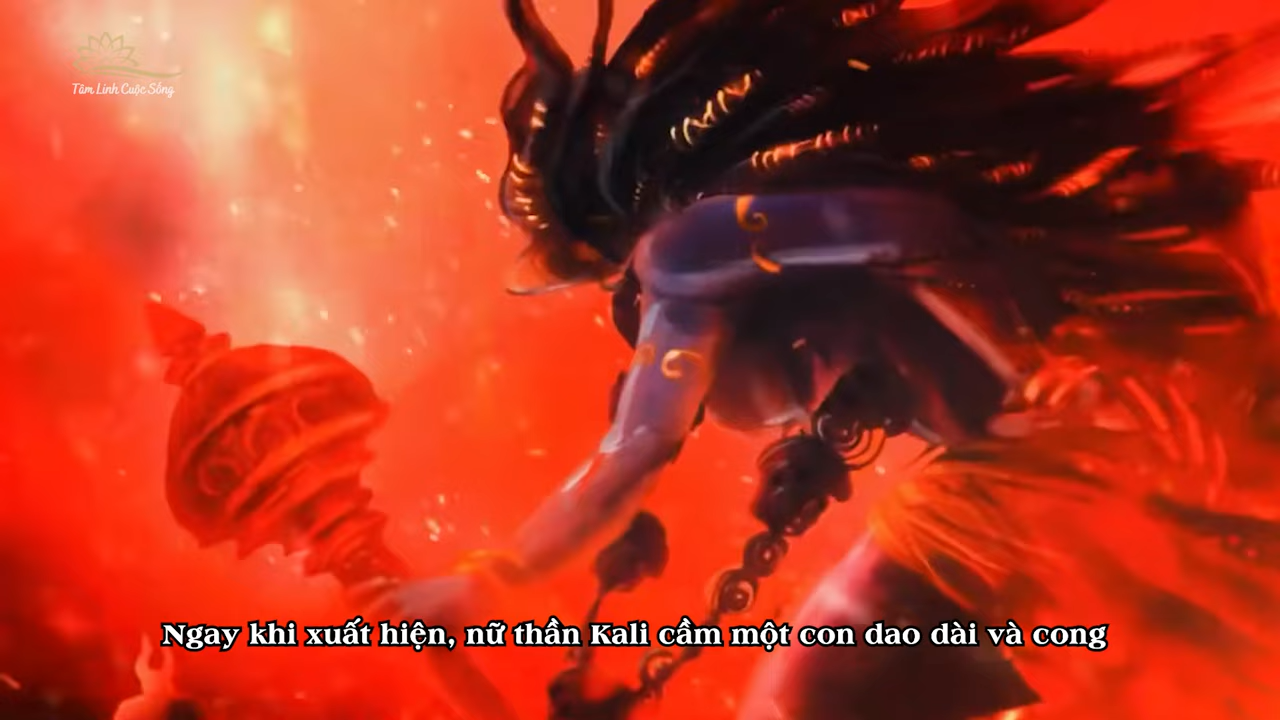 Tâm Linh Cuộc Sống
Ngay khi xuất hiện, nữ thần Kali cầm một con dao dài và cong